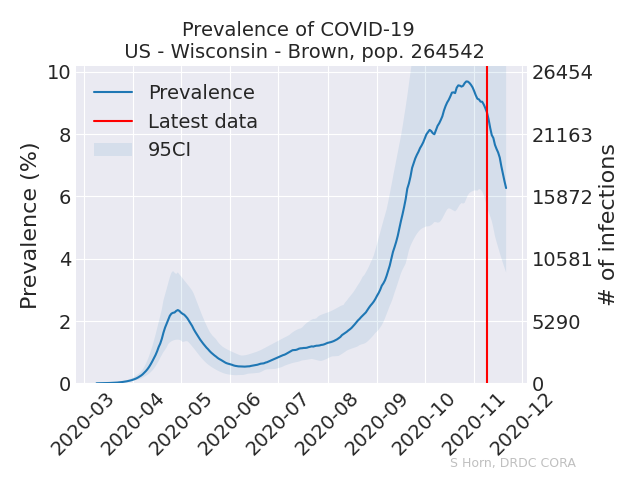 Prevalence of COVID-19
US - Wisconsin - Brown, pop. 264542
Prevalence
Latest data
95CI
Prevalence (%)
10
8
6
4
2
0
26454
21163
15872
10581
5290
0
# of infections
2020-03
2020-04
2020-05
2020-06
2020-07
2020-08
2020-09
2020-10
2020-11
2020-12
S Horn, DRDC CORA